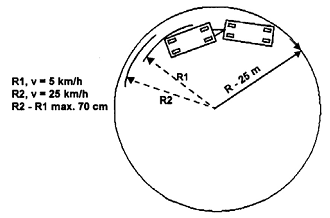 R1, v = 5 km/h
R2, v = 25 km/h
R2 - R1 max. 70 cm
R1
R2
R - 25 m